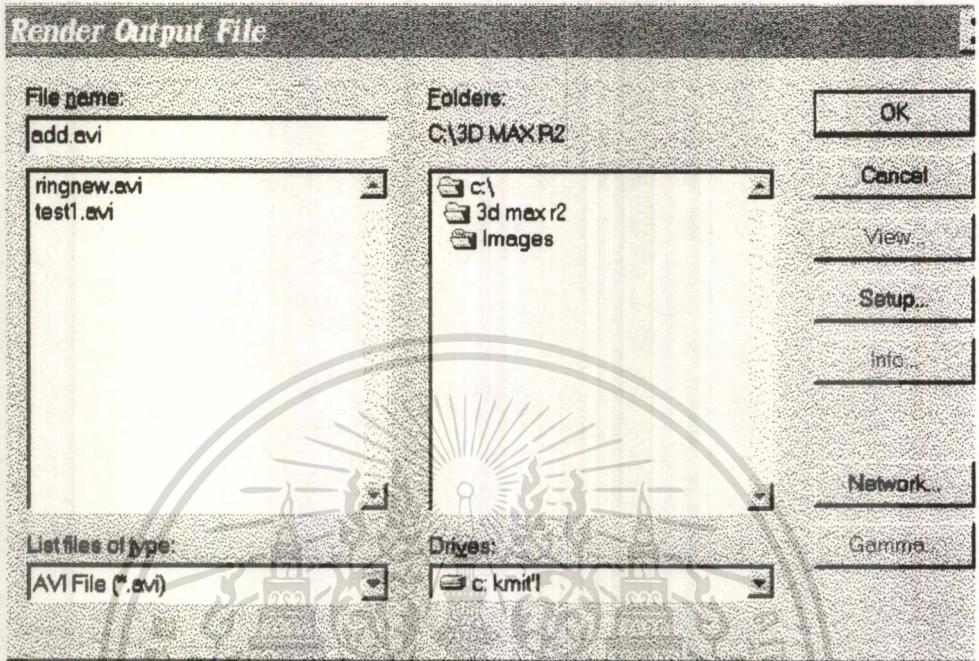 Render Output File
File name:
add.avi
ringnew.avi
test1.avi
List files of type:
AVI File (*.avi)
Folders:
C:\3D MAX R2
c:\
3d max r2
Images
Drives:
c: kmit'l
OK
Cancel
View...
Setup...
Info...
Network...
Gamma...